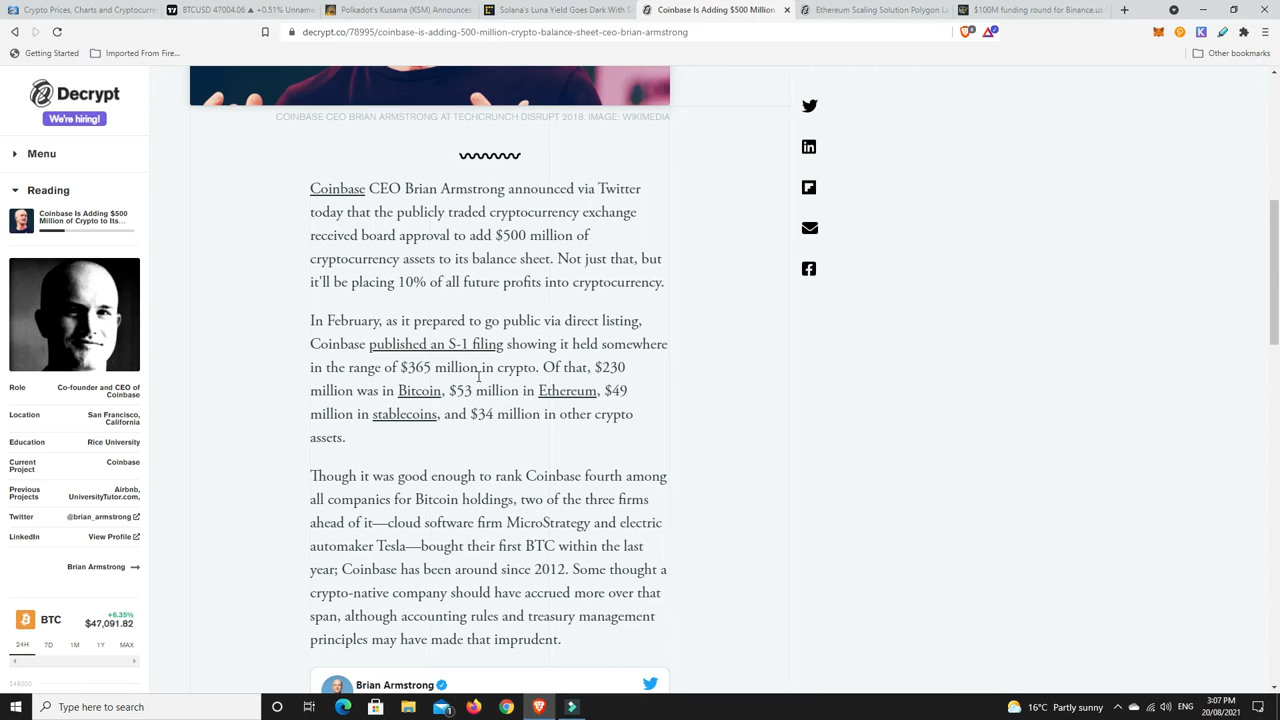 Crypto Prices, Charts and Cryptocurre
BTCUSD 47004.06 ▲ +0.51% Unname
Polkadot's Kusama (KSM) Announces
Solana's Luna Yield Goes Dark With S
Coinbase Is Adding $500 Million
Ethereum Scaling Solution Polygon L
$100M funding round for Binance.us
decrypt.co/78995/coinbase-is-adding-500-million-crypto-balance-sheet-ceo-brian-armstrong
Getting Started
Imported From Fire...
Other bookmarks
Decrypt
We're hiring!
Menu
Reading
Coinbase Is Adding $500
Million of Crypto to Its...
Role
Co-founder and CEO of
Coinbase
Location
San Francisco,
California
Education
Rice University
Current
Project
Coinbase
Previous
Projects
Airbnb,
UniversityTutor.com,
Twitter
@brian_armstrong
LinkedIn
View Profile
Brian Armstrong
BTC
+6.35%
$47,091.82
24H 7D 1M 1Y MAX
$48000
COINBASE CEO BRIAN ARMSTRONG AT TECHCRUNCH DISRUPT 2018. IMAGE: WIKIMEDIA
Coinbase CEO Brian Armstrong announced via Twitter
today that the publicly traded cryptocurrency exchange
received board approval to add $500 million of
cryptocurrency assets to its balance sheet. Not just that, but
it'll be placing 10% of all future profits into cryptocurrency.
In February, as it prepared to go public via direct listing,
Coinbase published an S-1 filing showing it held somewhere
in the range of $365 million in crypto. Of that, $230
million was in Bitcoin, $53 million in Ethereum, $49
million in stablecoins, and $34 million in other crypto
assets.
Though it was good enough to rank Coinbase fourth among
all companies for Bitcoin holdings, two of the three firms
ahead of it—cloud software firm MicroStrategy and electric
automaker Tesla—bought their first BTC within the last
year; Coinbase has been around since 2012. Some thought a
crypto-native company should have accrued more over that
span, although accounting rules and treasury management
principles may have made that imprudent.
Brian Armstrong
Type here to search
16°C Partly sunny
3:07 PM
20/08/2021